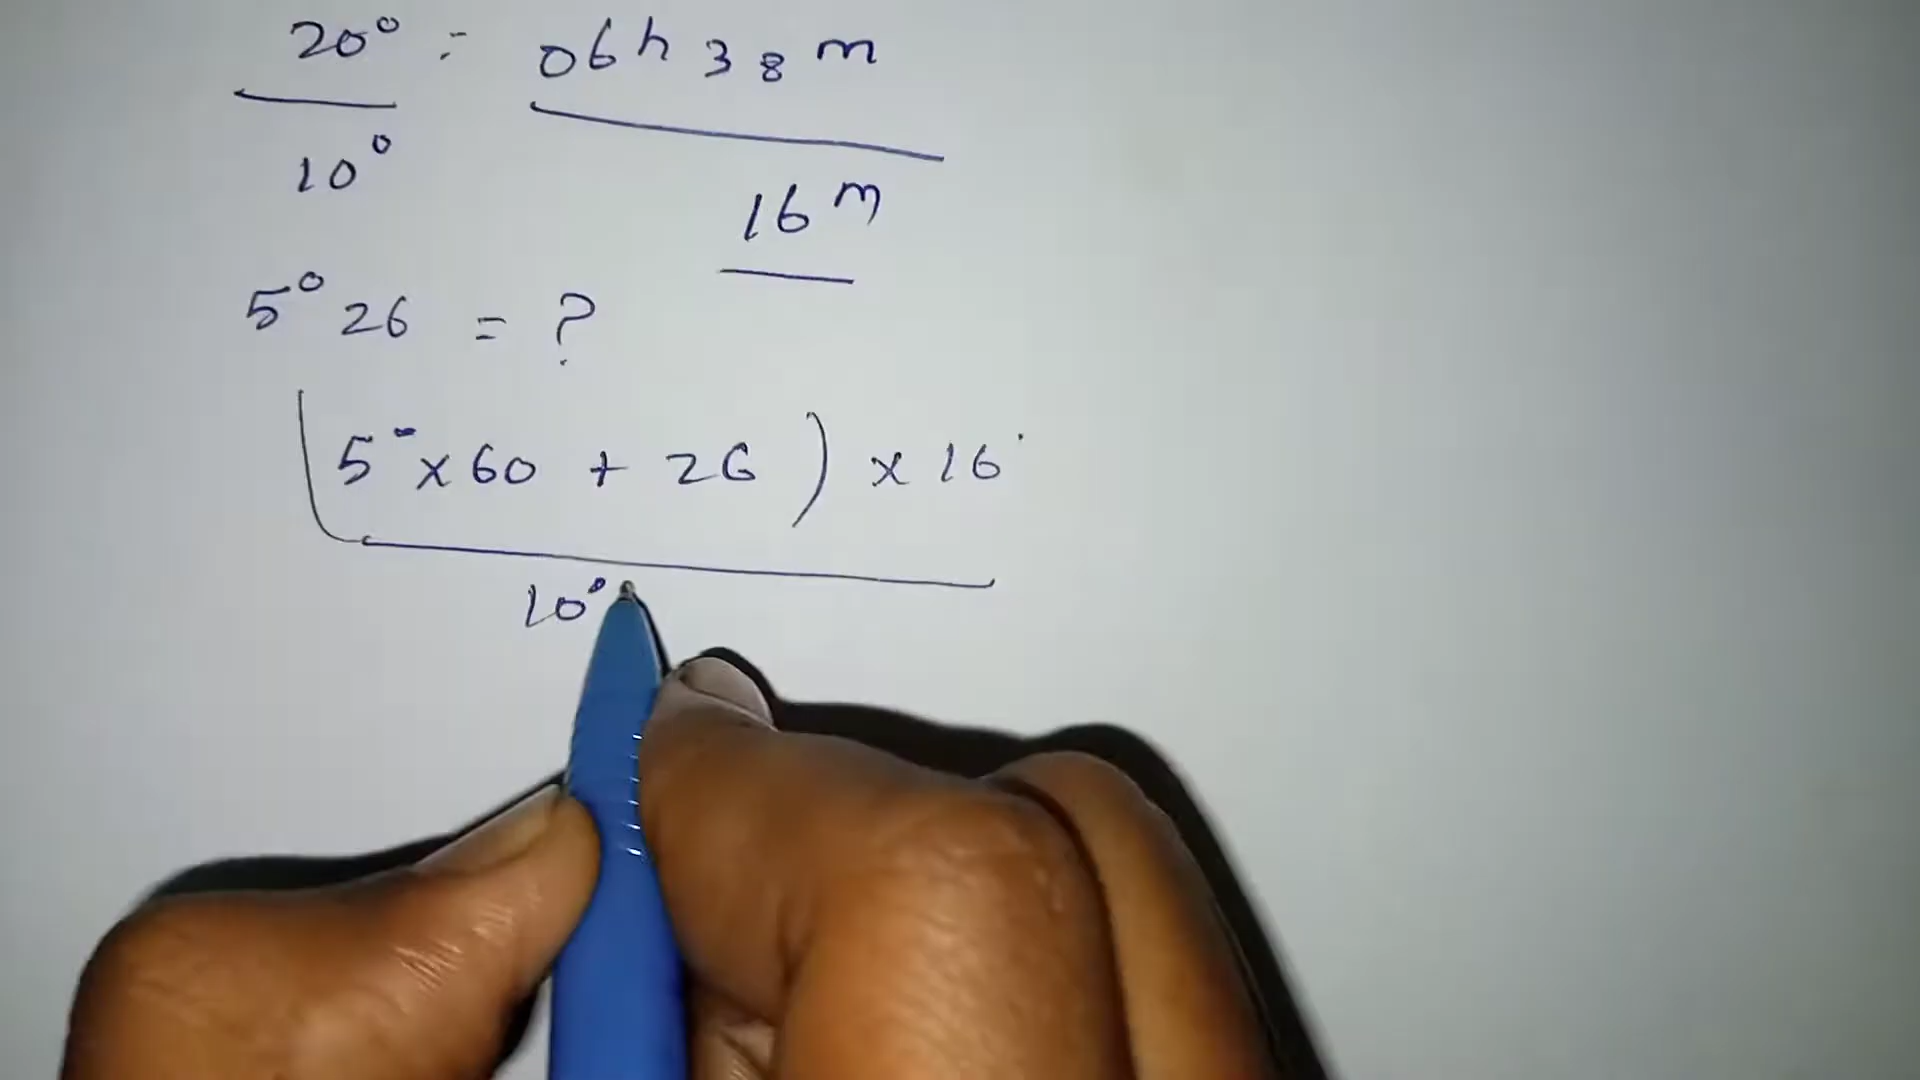 20° = 06h 38m
10°
16m
5° 26 = ?
(5° x 60 + 26) x 16
10°